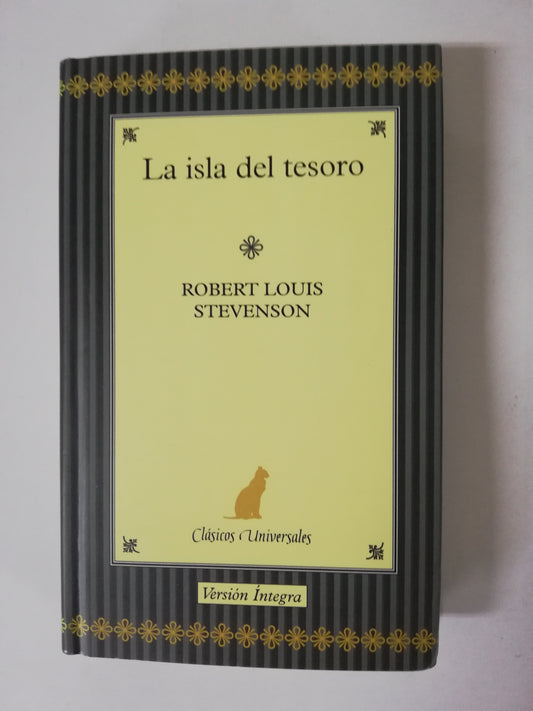 La isla del tesoro
ROBERT LOUIS
STEVENSON
Clásicos Universales
Versión Íntegra